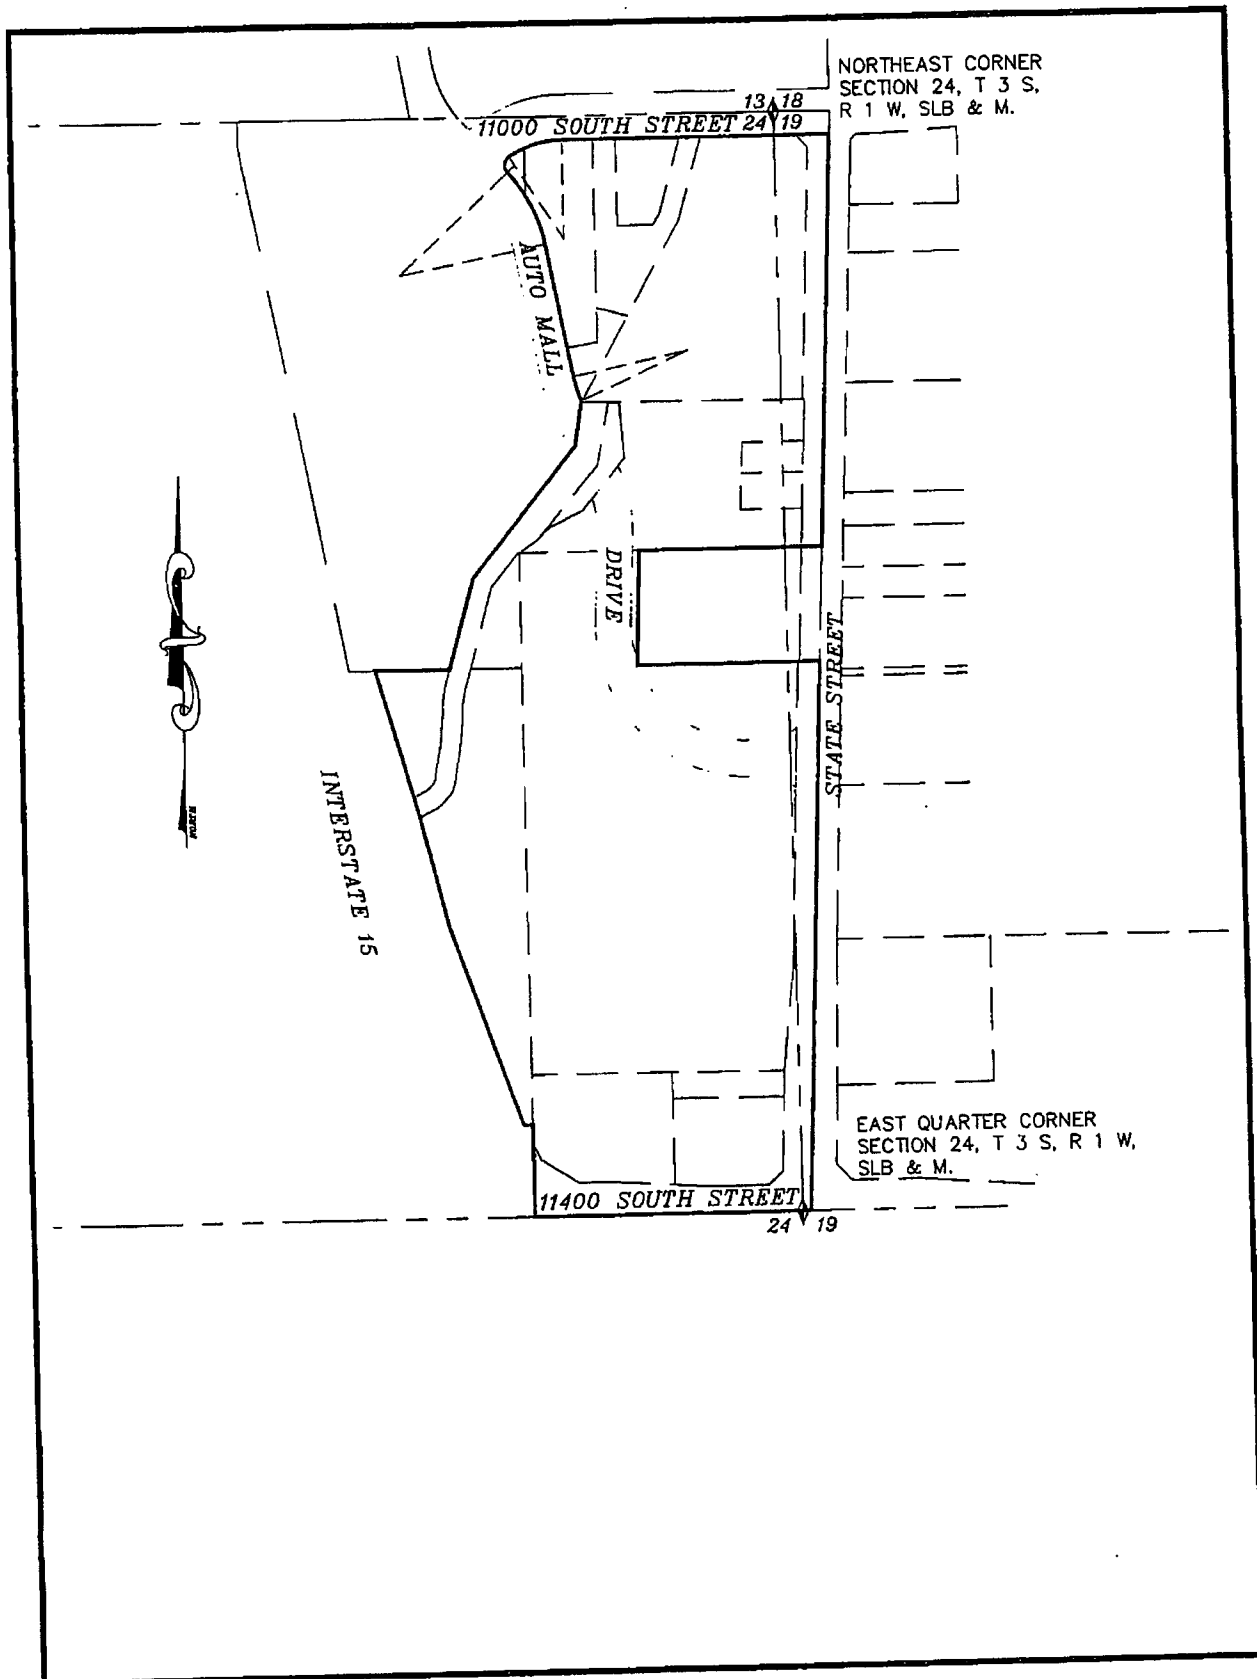 NORTHEAST CORNER
SECTION 24, T 3 S,
R 1 W, SLB & M.
13 18
11000 SOUTH STREET 24 19
AUTO MALL
DRIVE
STATE STREET
INTERSTATE 15
NORTH
EAST QUARTER CORNER
SECTION 24, T 3 S, R 1 W,
SLB & M.
11400 SOUTH STREET
24 19